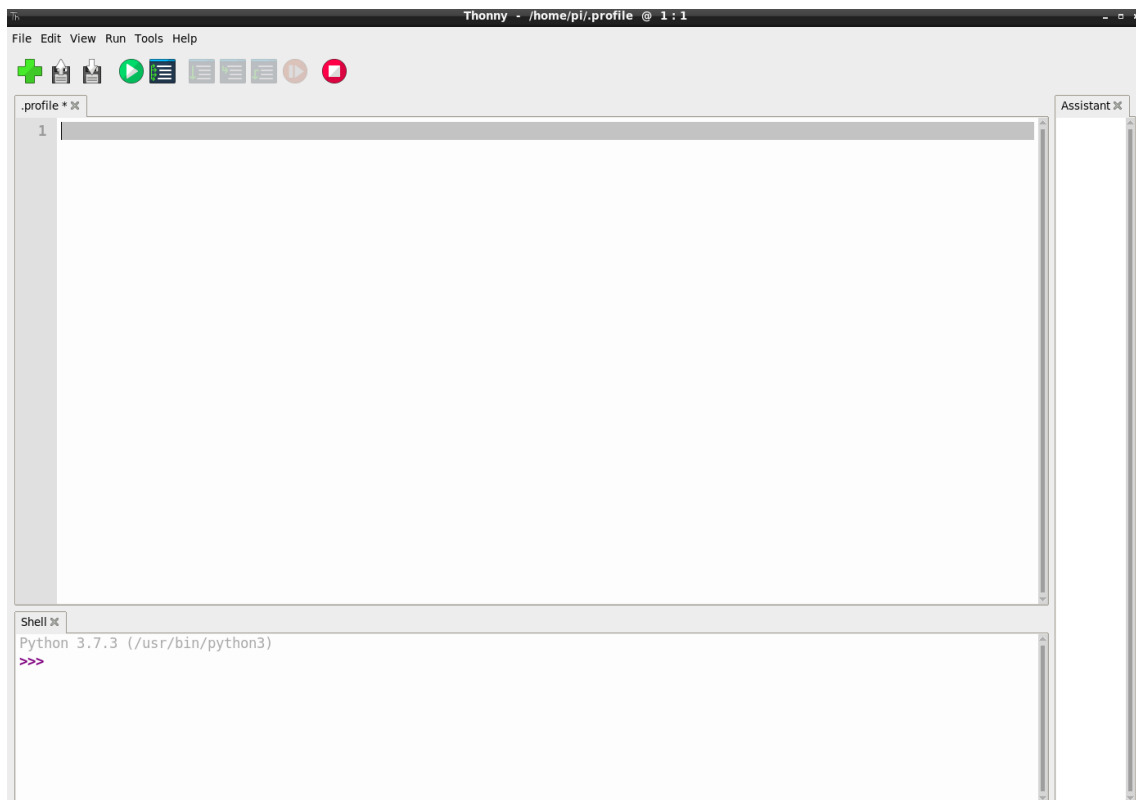 Thonny - /home/pi/.profile @ 1:1
File Edit View Run Tools Help
.profile *
Assistant
1
Shell
Python 3.7.3 (/usr/bin/python3)
>>>